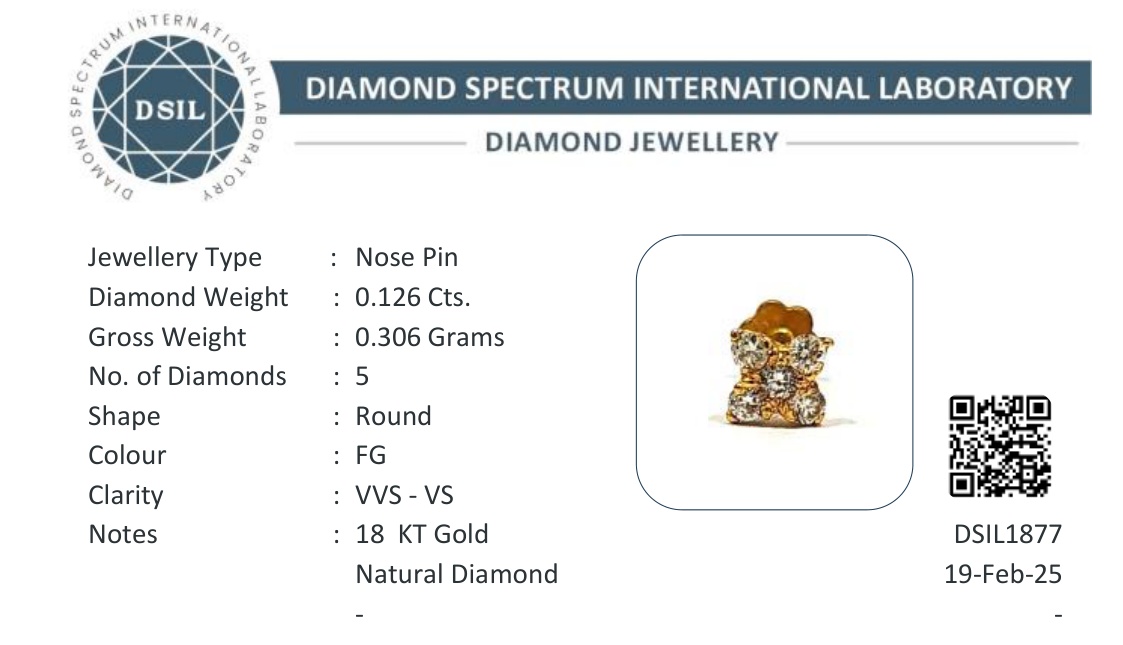 DIAMOND SPECTRUM INTERNATIONAL LABORATORY
DSIL
DIAMOND SPECTRUM INTERNATIONAL LABORATORY
DIAMOND JEWELLERY
Jewellery Type : Nose Pin
Diamond Weight : 0.126 Cts.
Gross Weight : 0.306 Grams
No. of Diamonds : 5
Shape : Round
Colour : FG
Clarity : VVS - VS
Notes : 18 KT Gold
DSIL1877
Natural Diamond
19-Feb-25
-
-